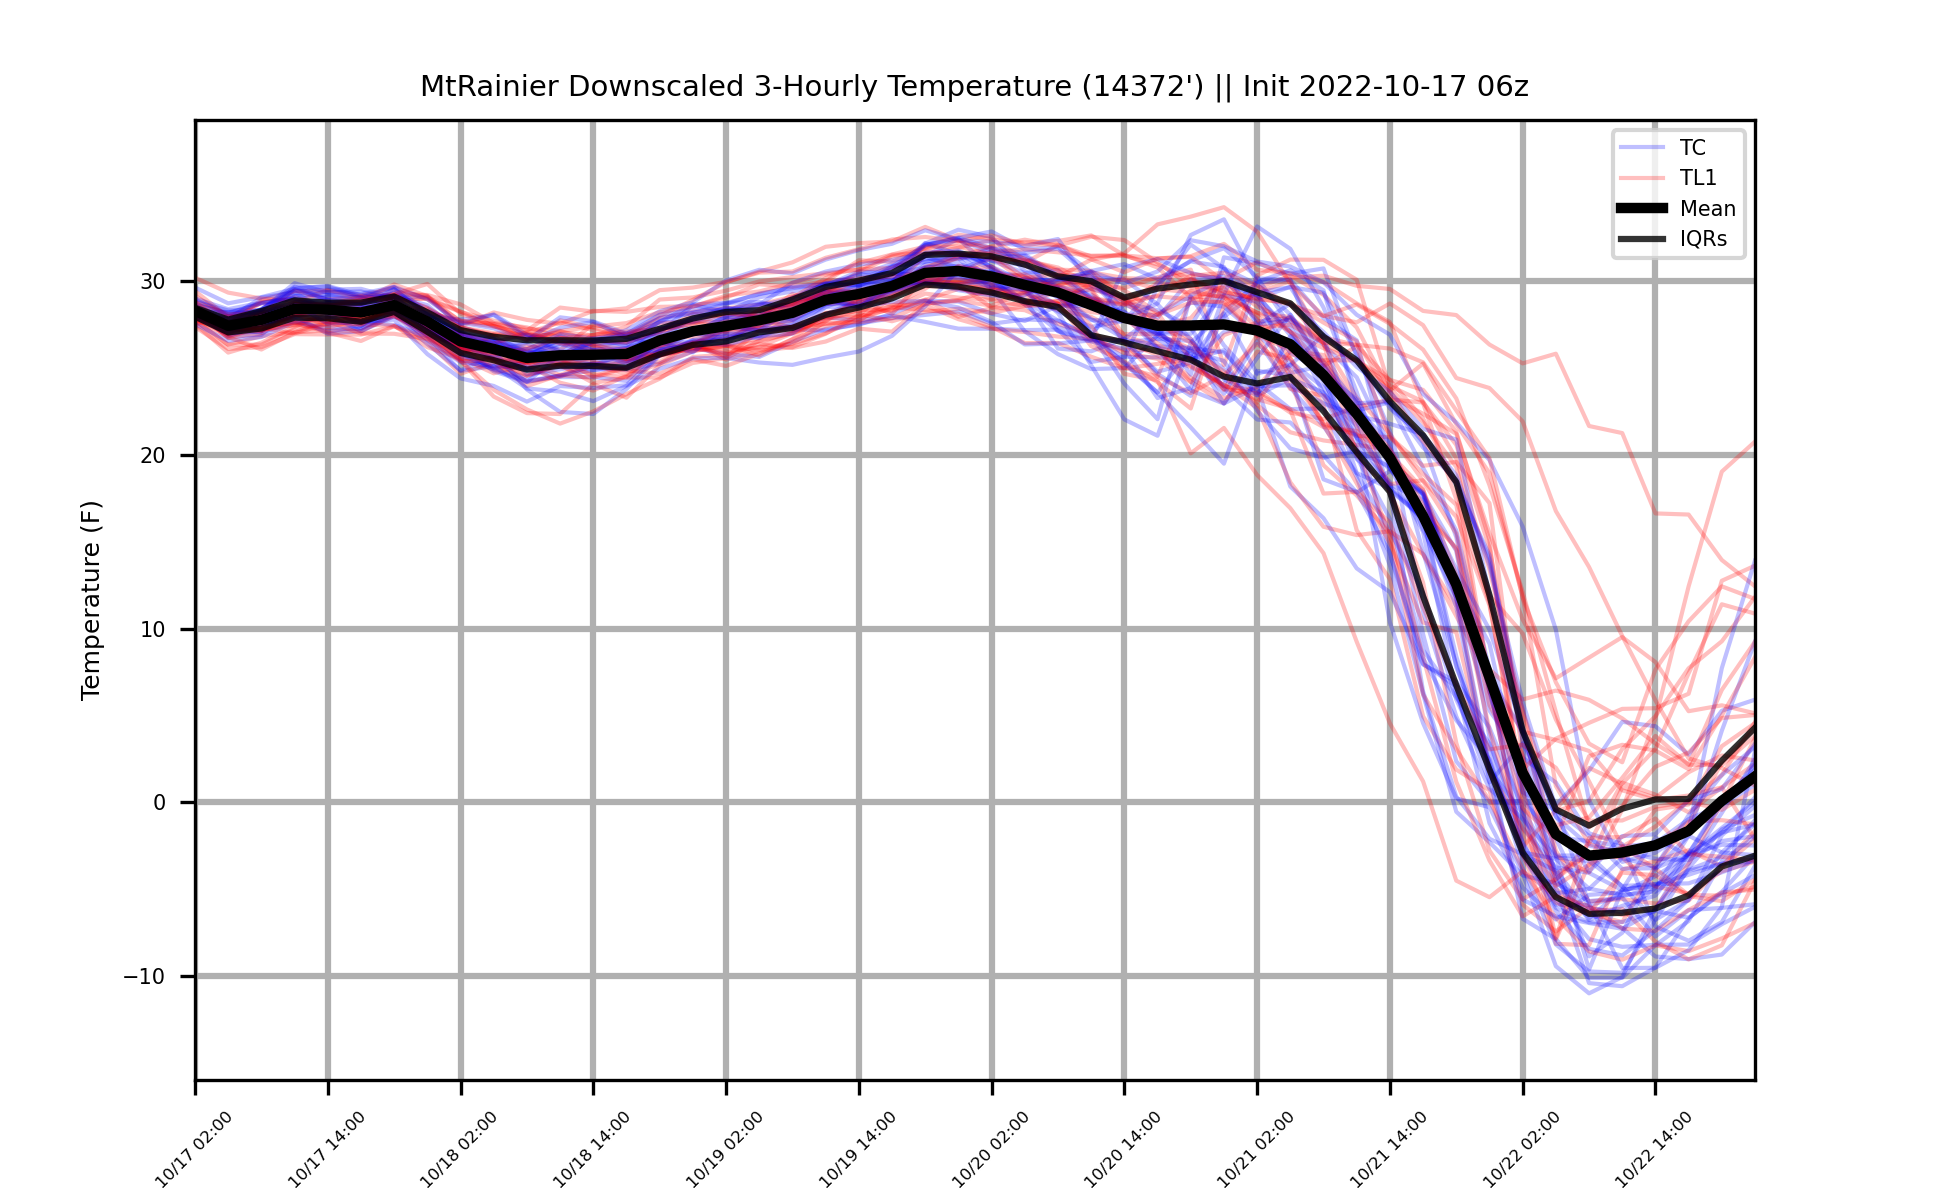 MtRainier Downscaled 3-Hourly Temperature (14372') || Init 2022-10-17 06z
TC
TL1
Mean
IQRs
Temperature (F)
30
20
10
0
−10
10/17 02:00
10/17 14:00
10/18 02:00
10/18 14:00
10/19 02:00
10/19 14:00
10/20 02:00
10/20 14:00
10/21 02:00
10/21 14:00
10/22 02:00
10/22 14:00